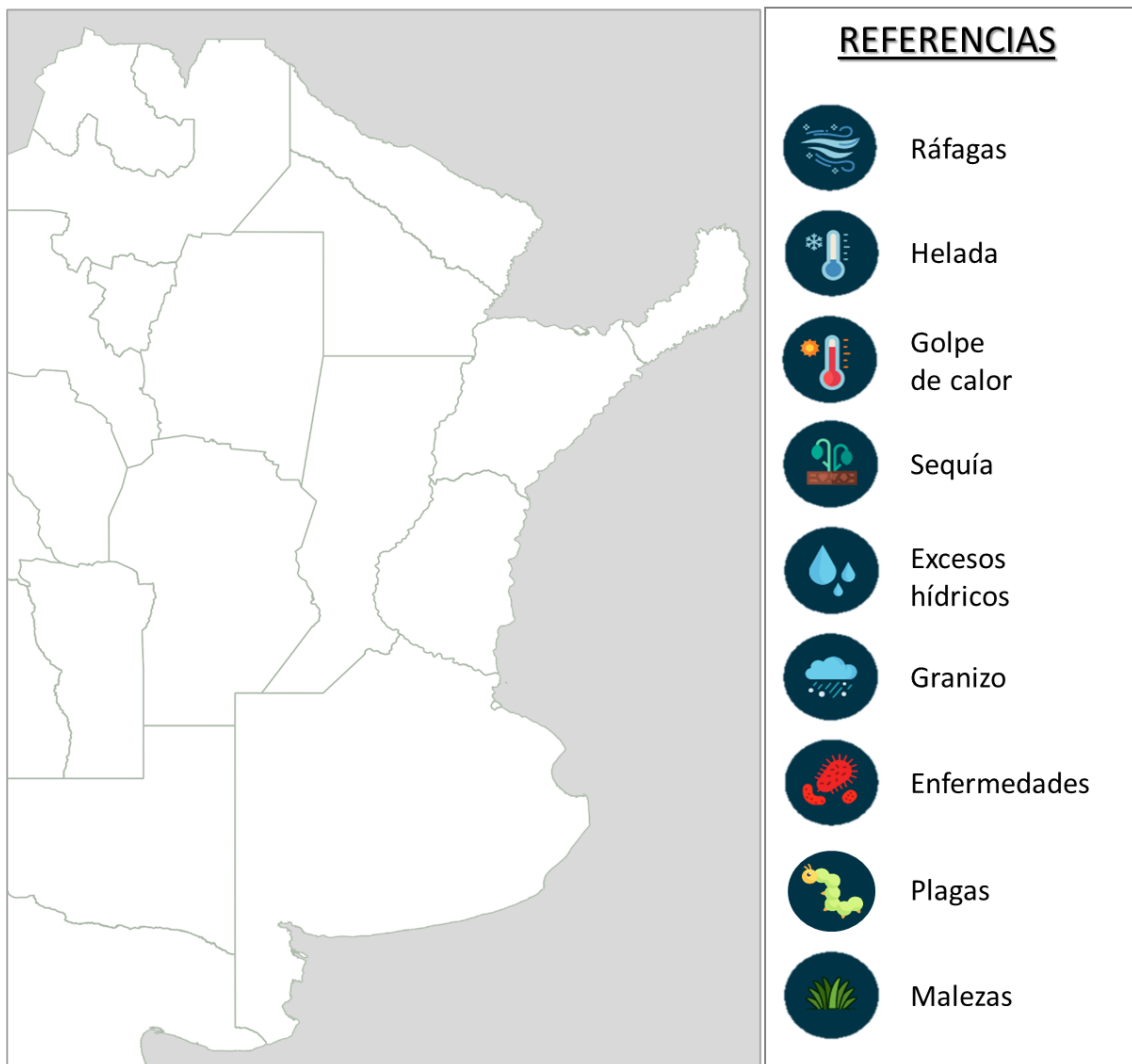 REFERENCIAS
Ráfagas
Helada
Golpe
de calor
Sequía
Excesos
hídricos
Granizo
Enfermedades
Plagas
Malezas